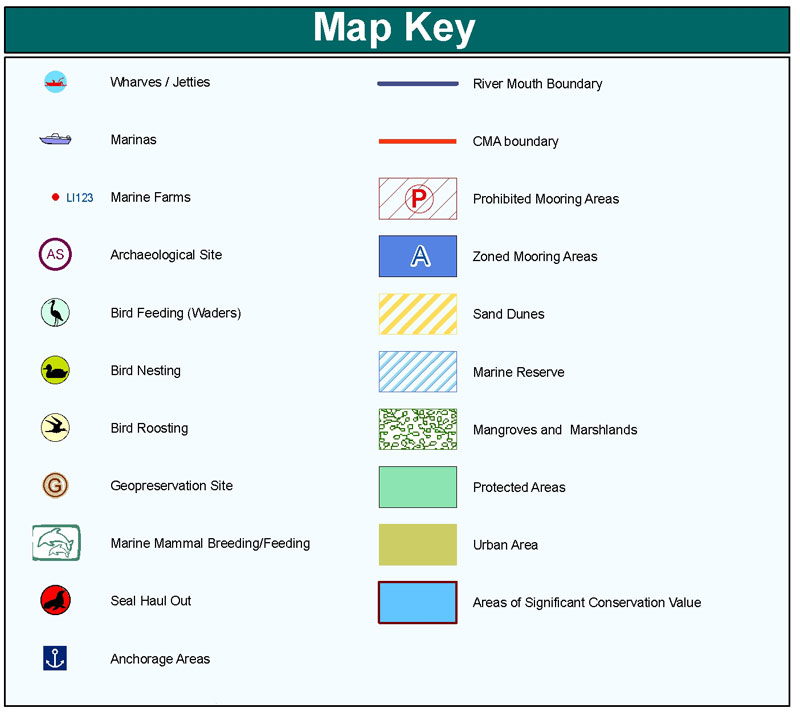 Map Key
Wharves / Jetties
Marinas
LI123 Marine Farms
AS Archaeological Site
Bird Feeding (Waders)
Bird Nesting
Bird Roosting
G Geopreservation Site
Marine Mammal Breeding/Feeding
Seal Haul Out
Anchorage Areas
River Mouth Boundary
CMA boundary
P Prohibited Mooring Areas
A Zoned Mooring Areas
Sand Dunes
Marine Reserve
Mangroves and Marshlands
Protected Areas
Urban Area
Areas of Significant Conservation Value